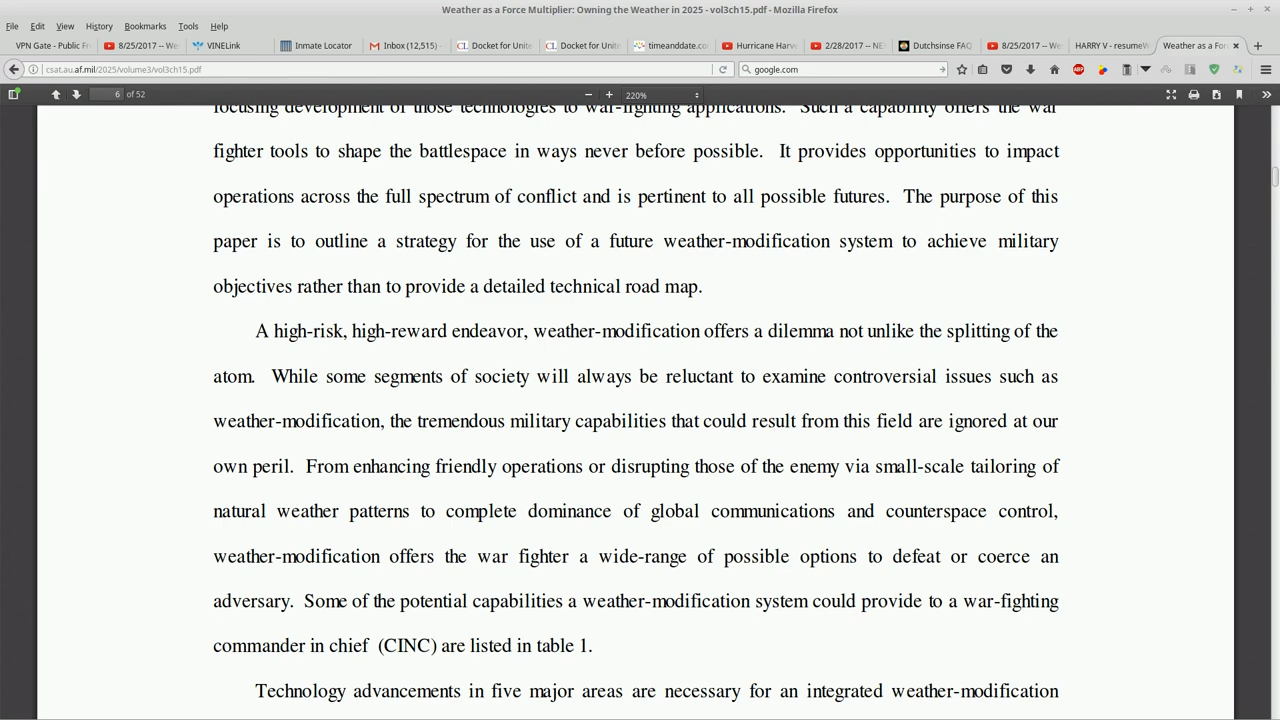 Weather as a Force Multiplier: Owning the Weather in 2025 - vol3ch15.pdf - Mozilla Firefox
File Edit View History Bookmarks Tools Help
VPN Gate - Public Fr 8/25/2017 -- We VINELink Inmate Locator Inbox (12,515) - Docket for Unite Docket for Unite timeanddate.co Hurricane Harv 2/28/2017 -- NE Dutchsinse FAQ 8/25/2017 -- We HARRY V - resumeW Weather as a For
csat.au.af.mil/2025/volume3/vol3ch15.pdf google.com
6 of 52 220%
focusing development of those technologies to war-fighting applications. Such a capability offers the war
fighter tools to shape the battlespace in ways never before possible. It provides opportunities to impact
operations across the full spectrum of conflict and is pertinent to all possible futures. The purpose of this
paper is to outline a strategy for the use of a future weather-modification system to achieve military
objectives rather than to provide a detailed technical road map.
A high-risk, high-reward endeavor, weather-modification offers a dilemma not unlike the splitting of the
atom. While some segments of society will always be reluctant to examine controversial issues such as
weather-modification, the tremendous military capabilities that could result from this field are ignored at our
own peril. From enhancing friendly operations or disrupting those of the enemy via small-scale tailoring of
natural weather patterns to complete dominance of global communications and counterspace control,
weather-modification offers the war fighter a wide-range of possible options to defeat or coerce an
adversary. Some of the potential capabilities a weather-modification system could provide to a war-fighting
commander in chief (CINC) are listed in table 1.
Technology advancements in five major areas are necessary for an integrated weather-modification